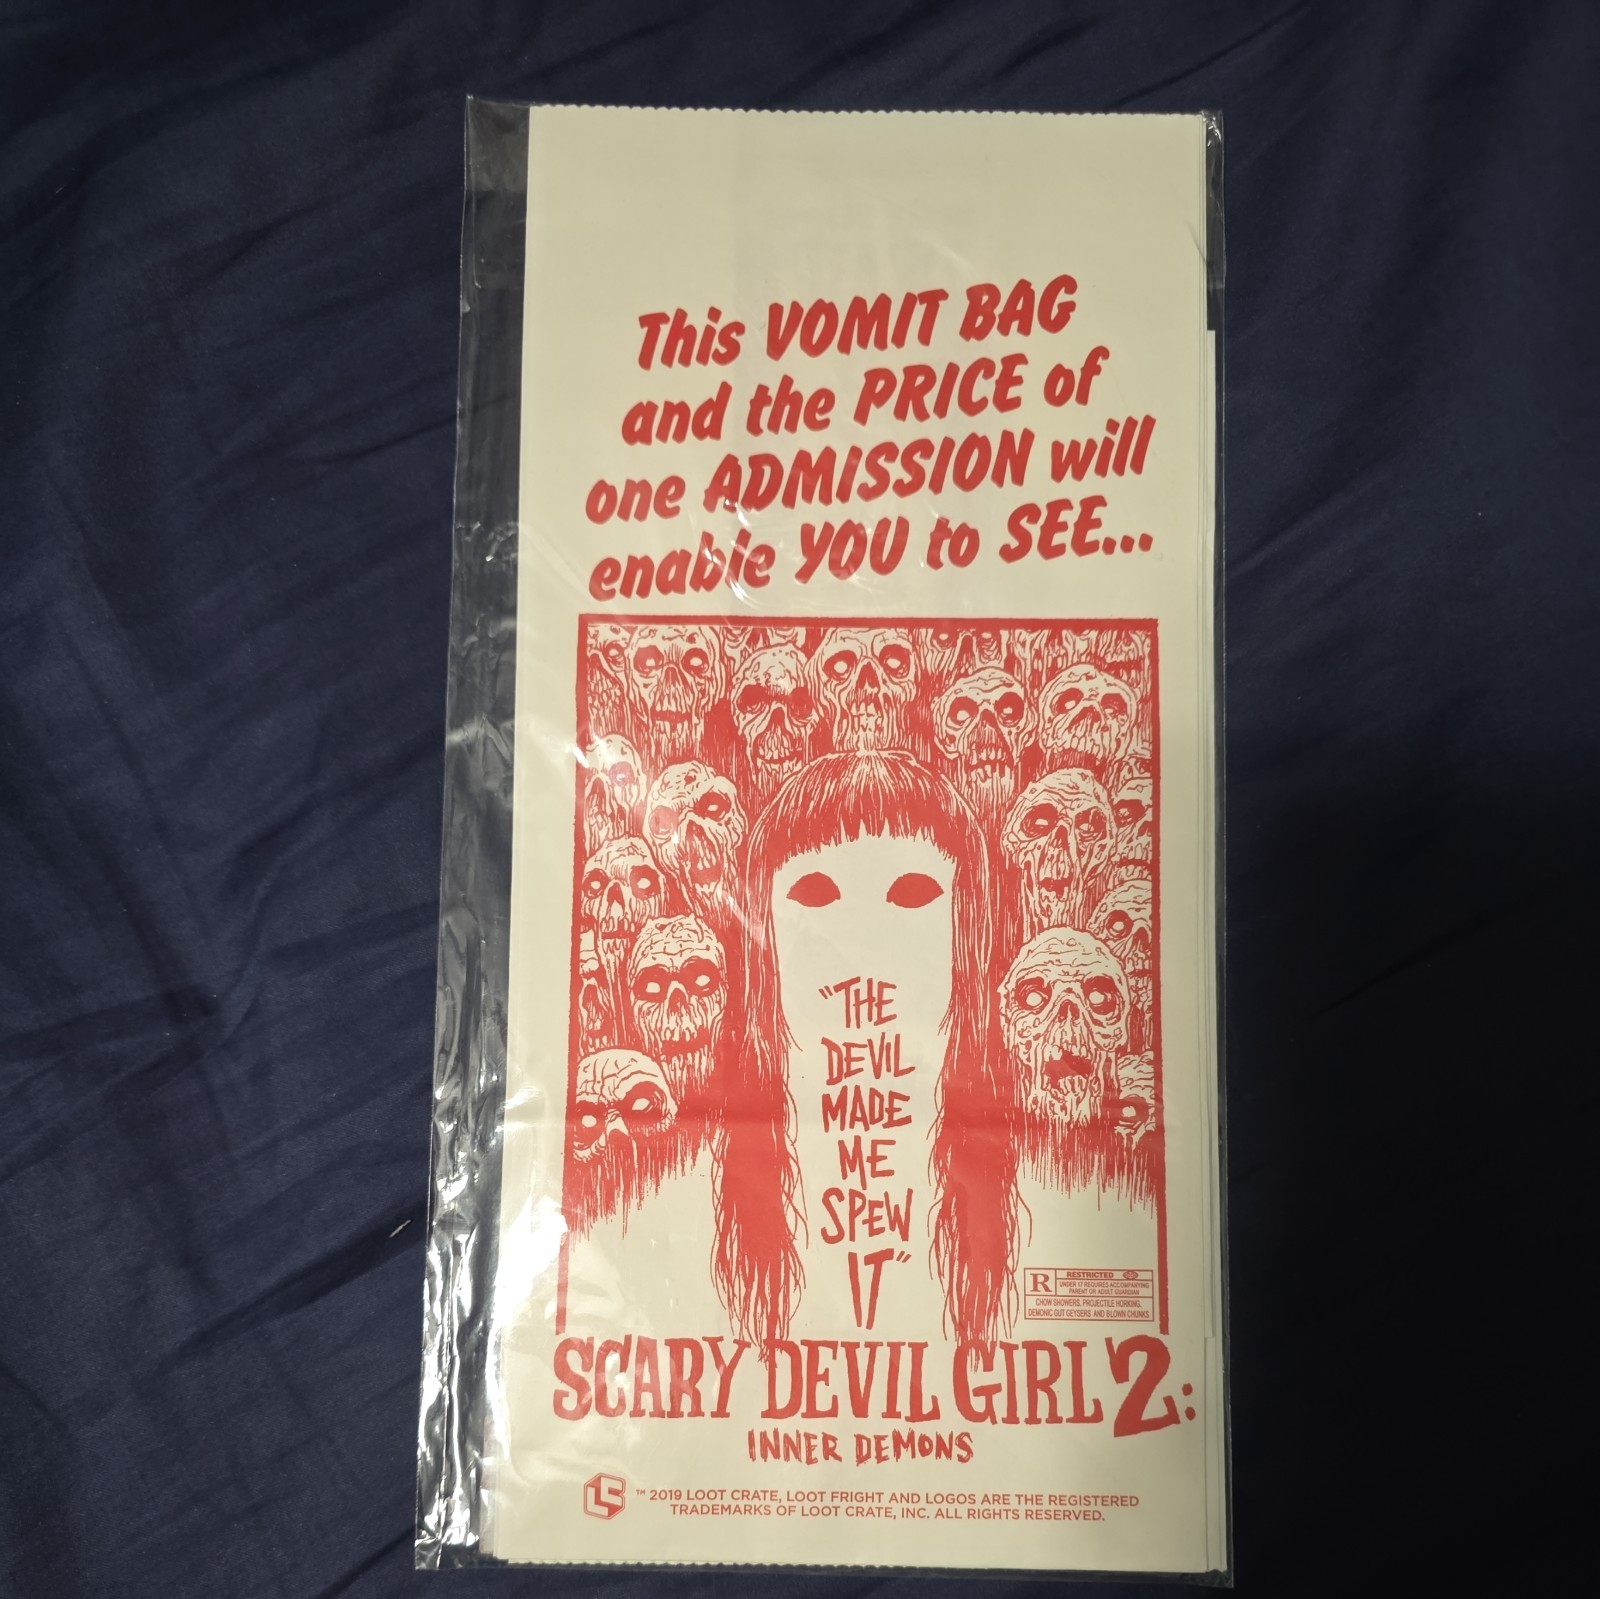 This VOMIT BAG
and the PRICE of
one ADMISSION will
enable YOU to SEE...
"THE
DEVIL
MADE
ME
SPEW
IT"
R RESTRICTED
UNDER 17 REQUIRES ACCOMPANYING
PARENT OR ADULT GUARDIAN
CHOW SHOWERS, PROJECTILE HORKING,
DEMONIC GUT GEYSERS AND BLOWN CHUNKS
SCARY DEVIL GIRL 2:
INNER DEMONS
™ 2019 LOOT CRATE, LOOT FRIGHT AND LOGOS ARE THE REGISTERED
TRADEMARKS OF LOOT CRATE, INC. ALL RIGHTS RESERVED.